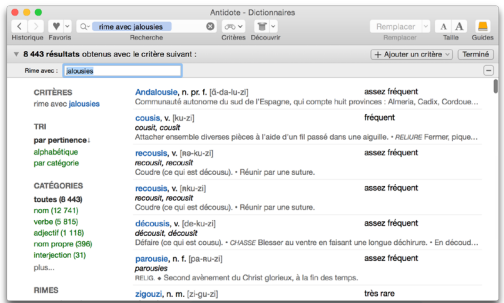 Antidote - Dictionnaires
rime avec jalousies
Remplacer
A A
Historique Favoris Recherche Critères Découvrir Remplacer Taille Guides
8 443 résultats obtenus avec le critère suivant :
+ Ajouter un critère
Terminé
Rime avec : jalousies
CRITÈRES
rime avec jalousies
TRI
par pertinence↓
alphabétique
par catégorie
CATÉGORIES
toutes (8 443)
nom (12 741)
verbe (5 815)
adjectif (1 118)
nom propre (396)
interjection (31)
plus...
RIMES
Andalousie, n. pr. f. [ɑ̃-da-lu-zi] assez fréquent
Communauté autonome du sud de l'Espagne, qui compte huit provinces : Almeria, Cadix, Cordoue...
cousis, v. [ku-zi] fréquent
cousit, cousît
Attacher ensemble diverses pièces à l'aide d'un fil passé dans une aiguille. • RELIURE Fermer, pique...
recousis, v. [ʀə-ku-zi] assez fréquent
recousit, recousît
Coudre (ce qui est décousu). • Réunir par une suture.
recousis, v. [ʀku-zi] assez fréquent
recousit, recousît
Coudre (ce qui est décousu). • Réunir par une suture.
décousis, v. [de-ku-zi] assez fréquent
décousit, décousît
Défaire (ce qui est cousu). • CHASSE Blesser au ventre en faisant une longue déchirure. • En découd...
parousie, n. f. [pa-ʀu-zi] assez fréquent
parousies
RELIG. ♦ Second avènement du Christ glorieux, à la fin des temps.
zigouzi, n. m. [zi-gu-zi] très rare